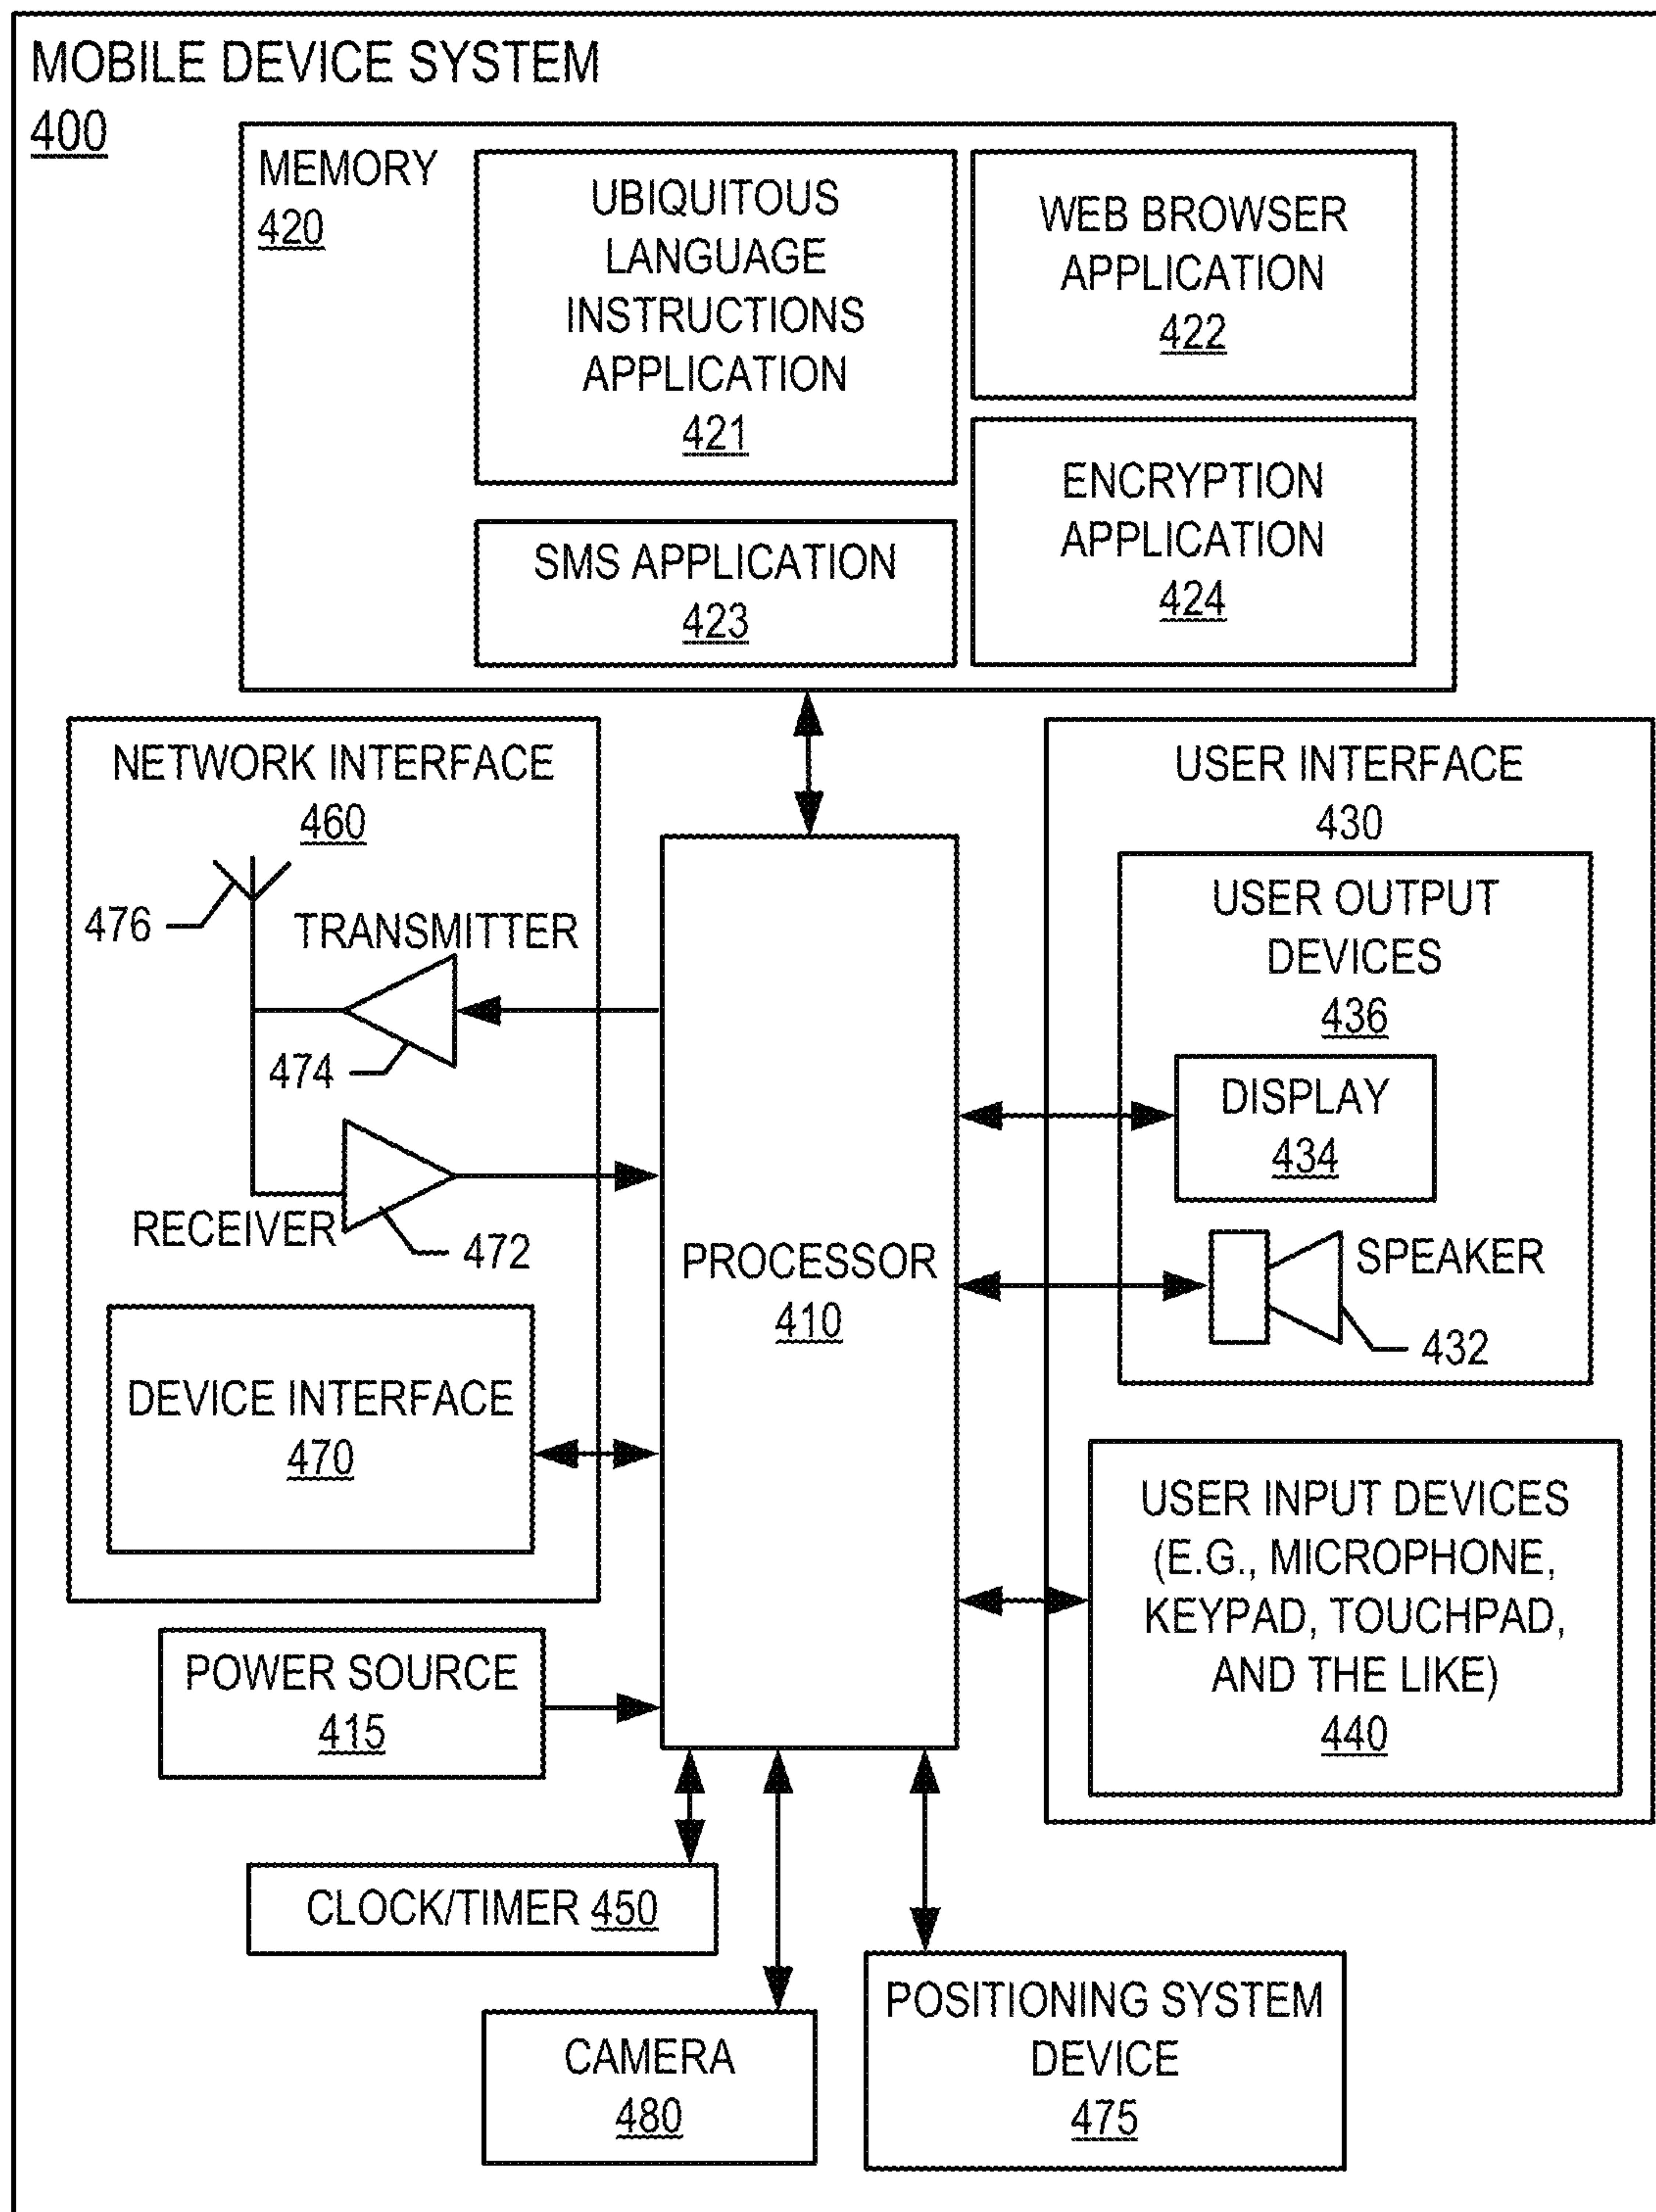 MOBILE DEVICE SYSTEM
400
MEMORY
420
UBIQUITOUS
LANGUAGE
INSTRUCTIONS
APPLICATION
421
WEB BROWSER
APPLICATION
422
SMS APPLICATION
423
ENCRYPTION
APPLICATION
424
NETWORK INTERFACE
460
476
TRANSMITTER
474
RECEIVER
472
DEVICE INTERFACE
470
PROCESSOR
410
USER INTERFACE
430
USER OUTPUT
DEVICES
436
DISPLAY
434
SPEAKER
432
USER INPUT DEVICES
(E.G., MICROPHONE,
KEYPAD, TOUCHPAD,
AND THE LIKE)
440
POWER SOURCE
415
CLOCK/TIMER 450
CAMERA
480
POSITIONING SYSTEM
DEVICE
475